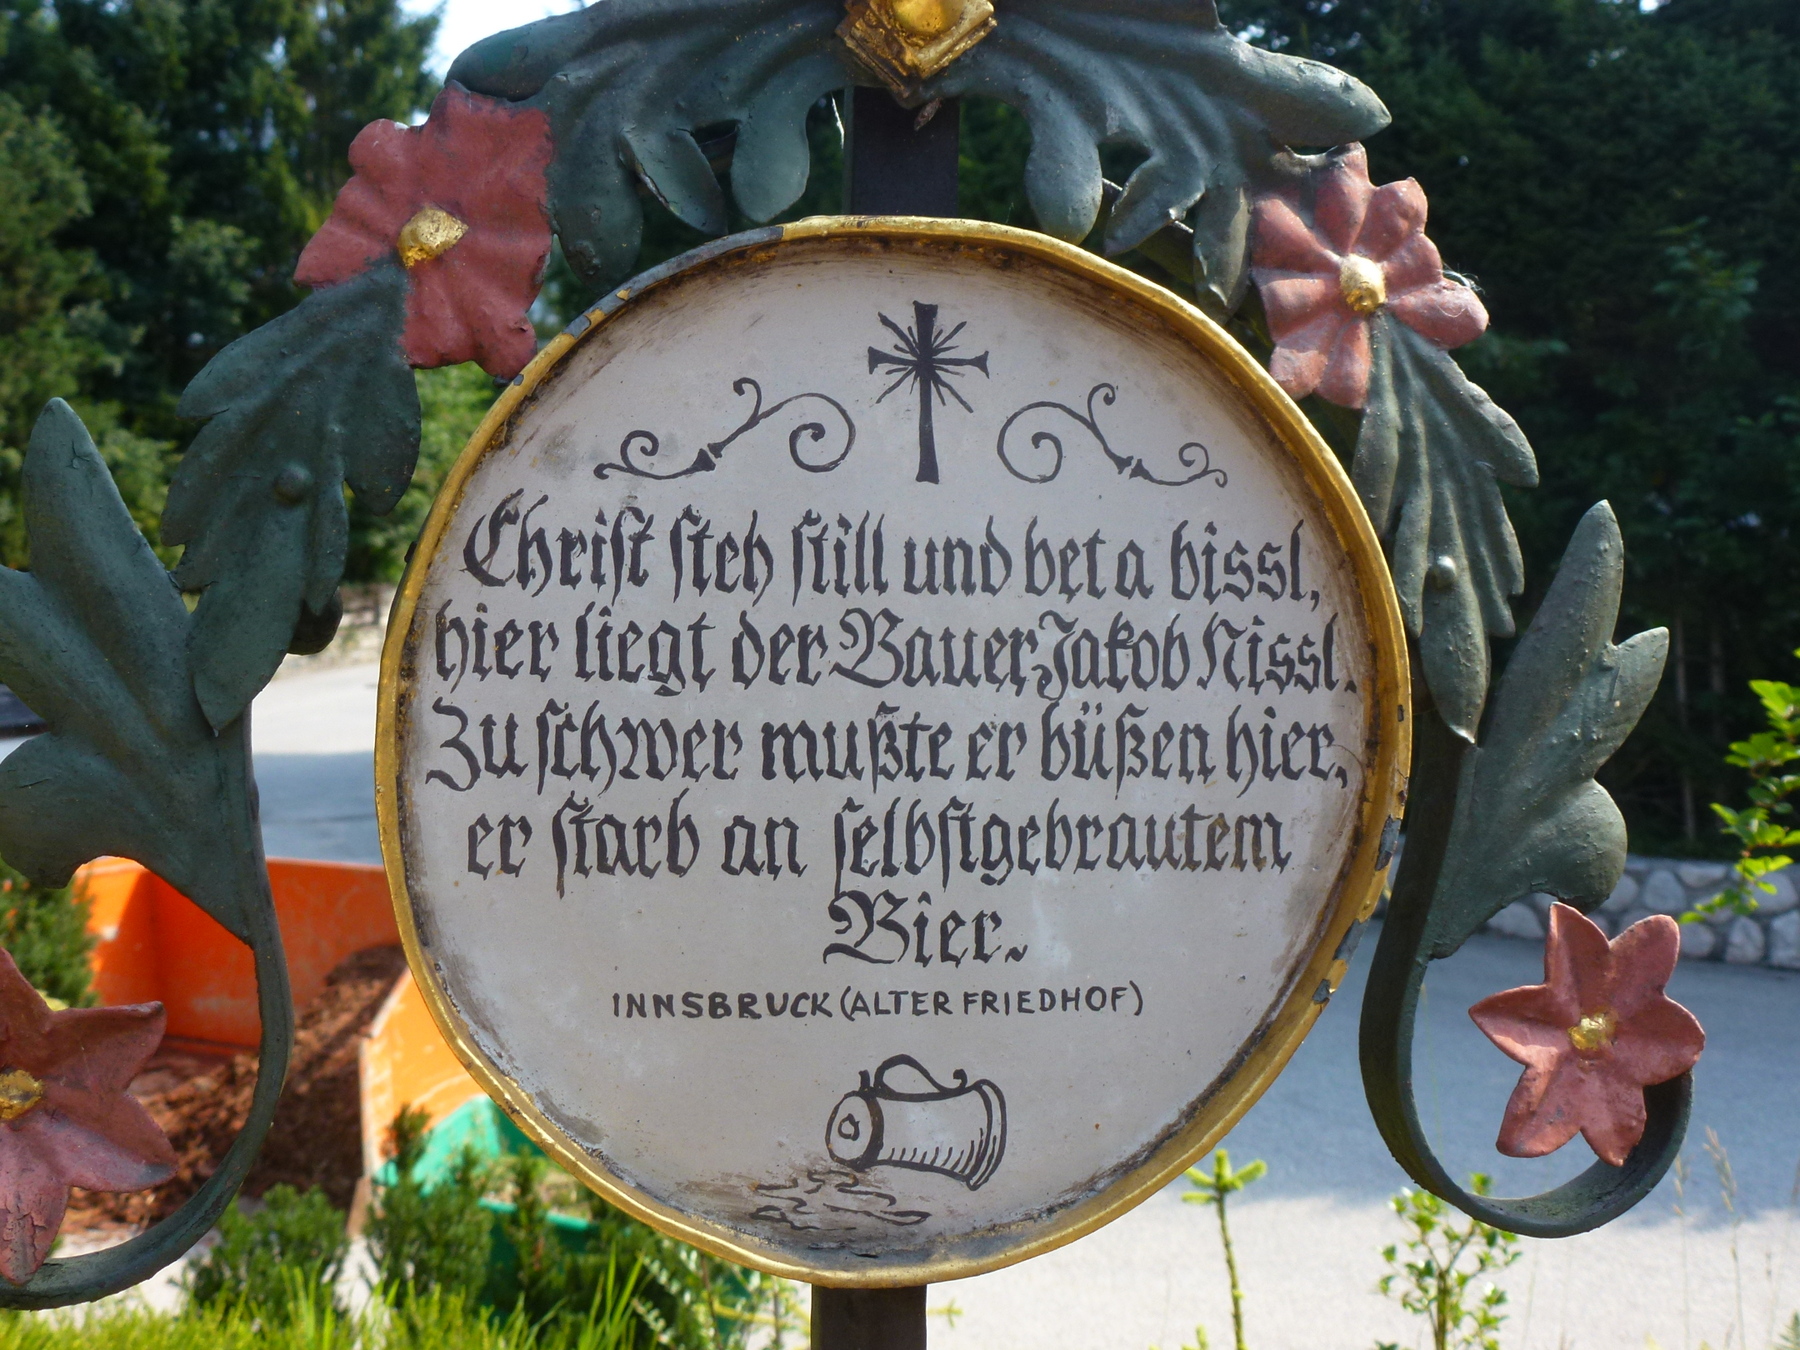 Christ steh still und bet a bissl,
hier liegt der Bauer Jakob Nissl.
Zu schwer mußte er büßen hier,
er starb an selbstgebrautem
Bier.
INNSBRUCK (ALTER FRIEDHOF)